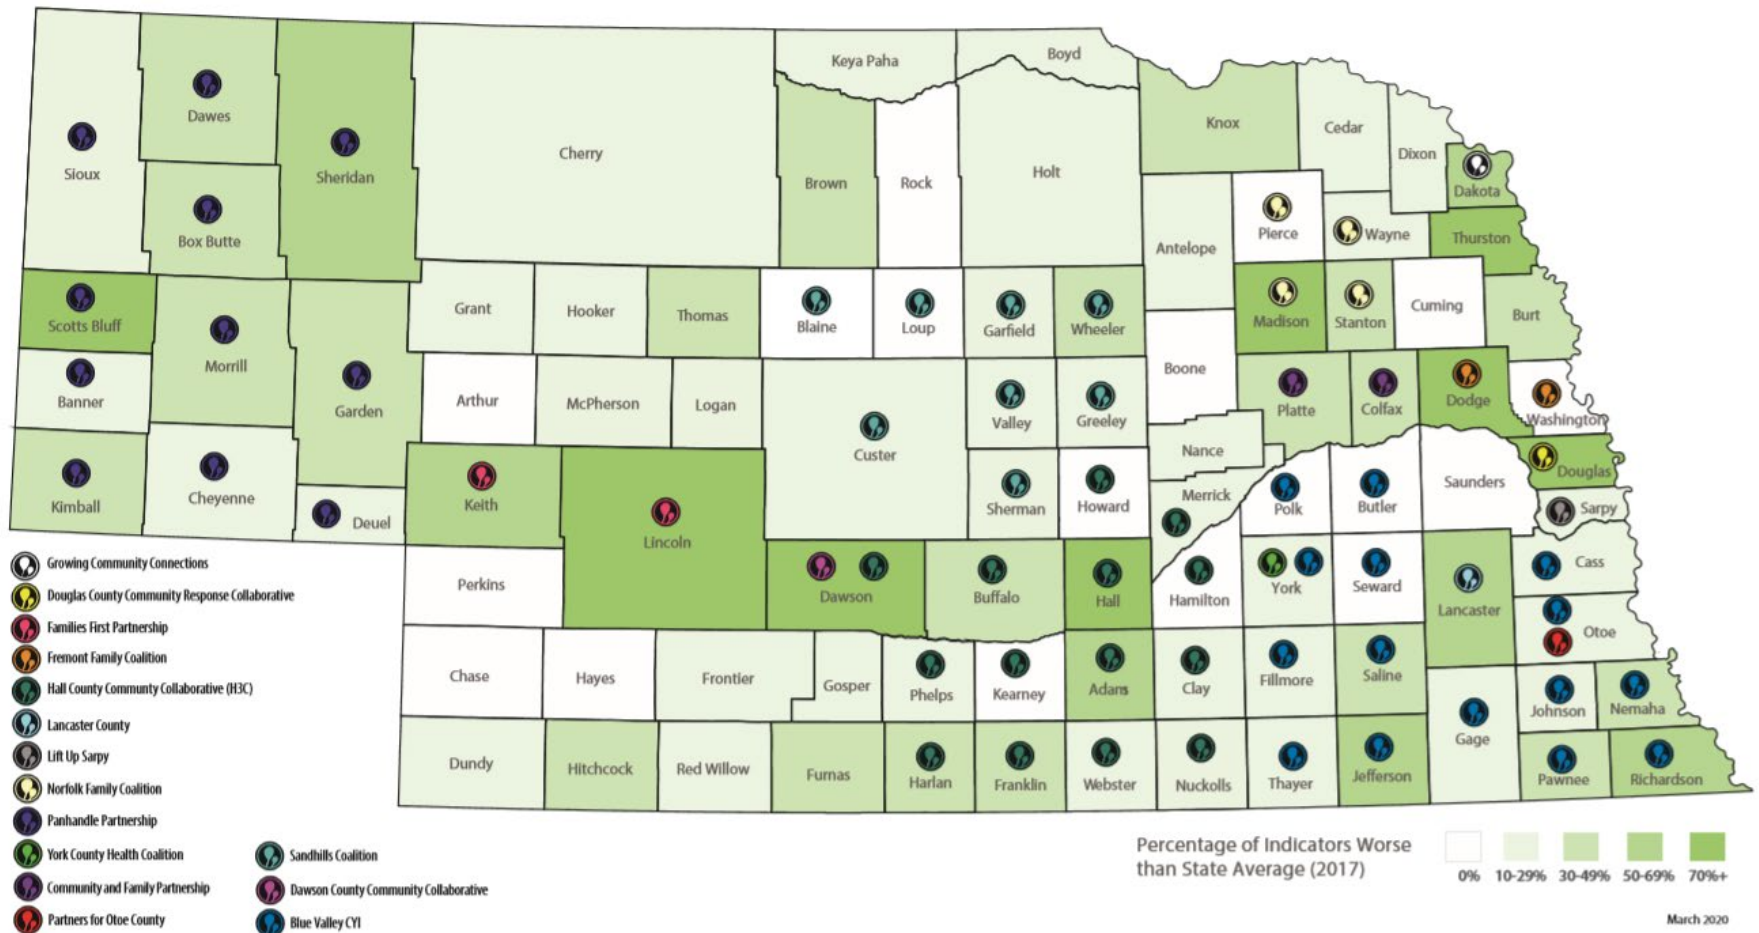 Keya Paha
Boyd
Dawes
Sioux
Sheridan
Box Butte
Cherry
Brown
Rock
Holt
Knox
Cedar
Dixon
Dakota
Antelope
Pierce
Wayne
Thurston
Scotts Bluff
Morrill
Banner
Garden
Kimball
Cheyenne
Deuel
Grant
Hooker
Thomas
Blaine
Loup
Garfield
Wheeler
Madison
Stanton
Cuming
Burt
Arthur
McPherson
Logan
Custer
Valley
Greeley
Boone
Platte
Colfax
Dodge
Washington
Nance
Keith
Lincoln
Sherman
Howard
Merrick
Polk
Butler
Saunders
Douglas
Sarpy
Perkins
Dawson
Buffalo
Hall
Hamilton
York
Seward
Lancaster
Cass
Otoe
Chase
Hayes
Frontier
Gosper
Phelps
Kearney
Adams
Clay
Fillmore
Saline
Gage
Johnson
Nemaha
Dundy
Hitchcock
Red Willow
Furnas
Harlan
Franklin
Webster
Nuckolls
Thayer
Jefferson
Pawnee
Richardson
Growing Community Connections
Douglas County Community Response Collaborative
Families First Partnership
Fremont Family Coalition
Hall County Community Collaborative (H3C)
Lancaster County
Lift Up Sarpy
Norfolk Family Coalition
Panhandle Partnership
York County Health Coalition
Community and Family Partnership
Partners for Otoe County
Sandhills Coalition
Dawson County Community Collaborative
Blue Valley CYI
Percentage of Indicators Worse
than State Average (2017)
0% 10-29% 30-49% 50-69% 70%+
March 2020